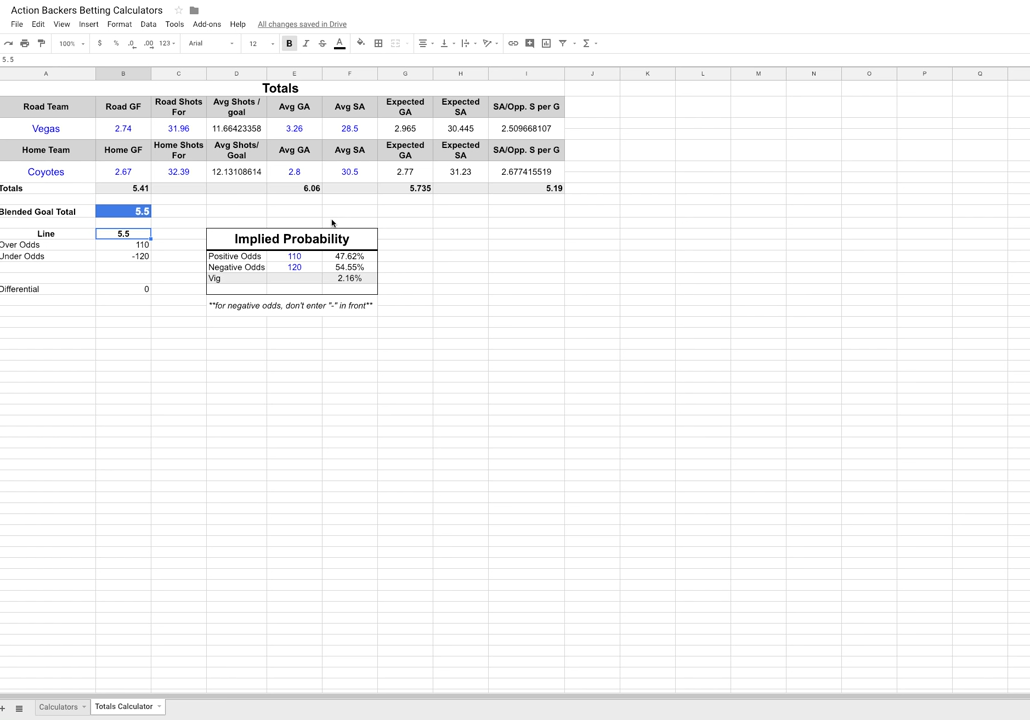 Action Backers Betting Calculators
File Edit View Insert Format Data Tools Add-ons Help All changes saved in Drive
100% $ % .0 .00 123 Arial 12 B I S A Σ
5.5
A B C D E F G H I J K L M N O P Q
Totals
Road Team Road GF Road Shots For Avg Shots / goal Avg GA Avg SA Expected GA Expected SA SA/Opp. S per G
Vegas 2.74 31.96 11.66423358 3.26 28.5 2.965 30.445 2.509668107
Home Team Home GF Home Shots For Avg Shots/ Goal Avg GA Avg SA Expected GA Expected SA SA/Opp. S per G
Coyotes 2.67 32.39 12.13108614 2.8 30.5 2.77 31.23 2.677415519
Totals 5.41 6.06 5.735 5.19
Blended Goal Total 5.5
Line 5.5
Implied Probability
Over Odds 110
Under Odds -120 Positive Odds 110 47.62%
Negative Odds 120 54.55%
Vig 2.16%
Differential 0
**for negative odds, don't enter "-" in front**
Calculators Totals Calculator